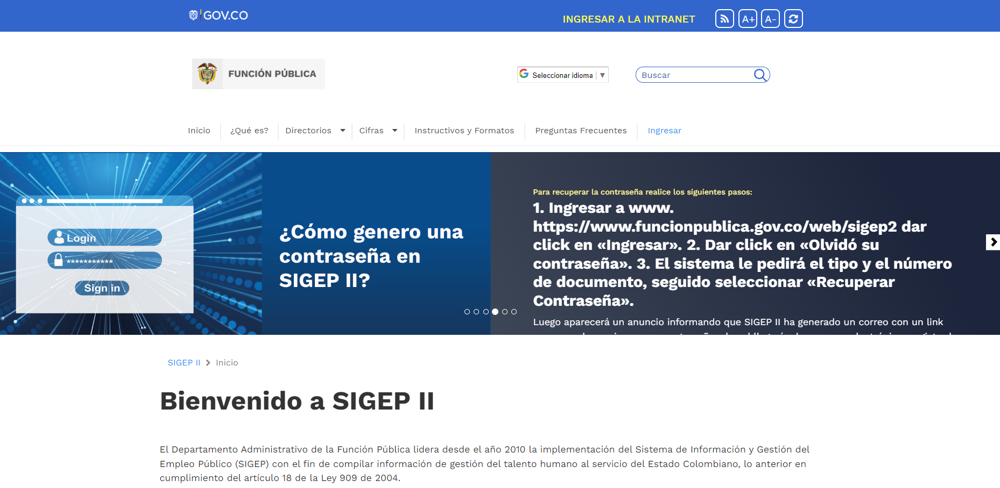 GOV.CO
INGRESAR A LA INTRANET
A+
A-
FUNCIÓN PÚBLICA
Seleccionar idioma ▼
Buscar
Inicio
¿Qué es?
Directorios
Cifras
Instructivos y Formatos
Preguntas Frecuentes
Ingresar
Login
***********
Sign in
¿Cómo genero una
contraseña en
SIGEP II?
Para recuperar la contraseña realice los siguientes pasos:
1. Ingresar a www.
https://www.funcionpublica.gov.co/web/sigep2 dar
click en «Ingresar». 2. Dar click en «Olvidó su
contraseña». 3. El sistema le pedirá el tipo y el número
de documento, seguido seleccionar «Recuperar
Contraseña».
Luego aparecerá un anuncio informando que SIGEP II ha generado un correo con un link
SIGEP II
Inicio
Bienvenido a SIGEP II
El Departamento Administrativo de la Función Pública lidera desde el año 2010 la implementación del Sistema de Información y Gestión del
Empleo Público (SIGEP) con el fin de compilar información de gestión del talento humano al servicio del Estado Colombiano, lo anterior en
cumplimiento del artículo 18 de la Ley 909 de 2004.